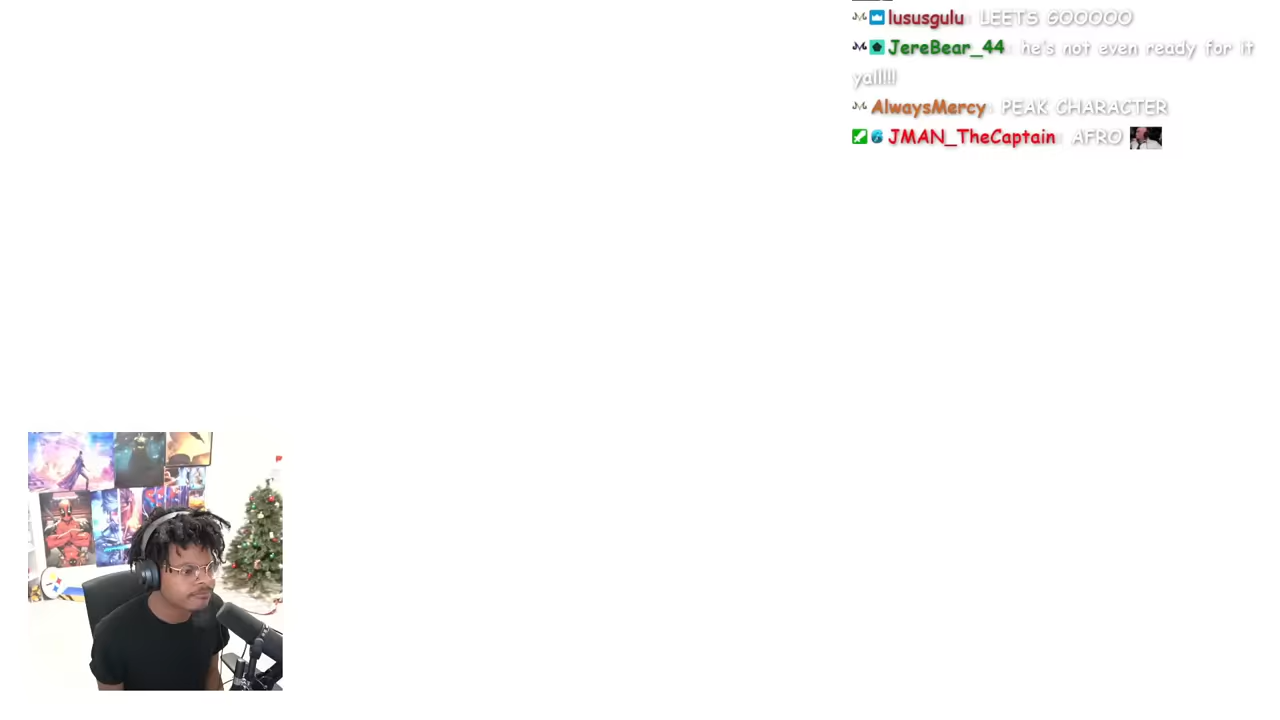 lususgulu: LEETS GOOOOO
JereBear_44: he's not even ready for it
yall!!!
AlwaysMercy: PEAK CHARACTER
JMAN_TheCaptain: AFRO